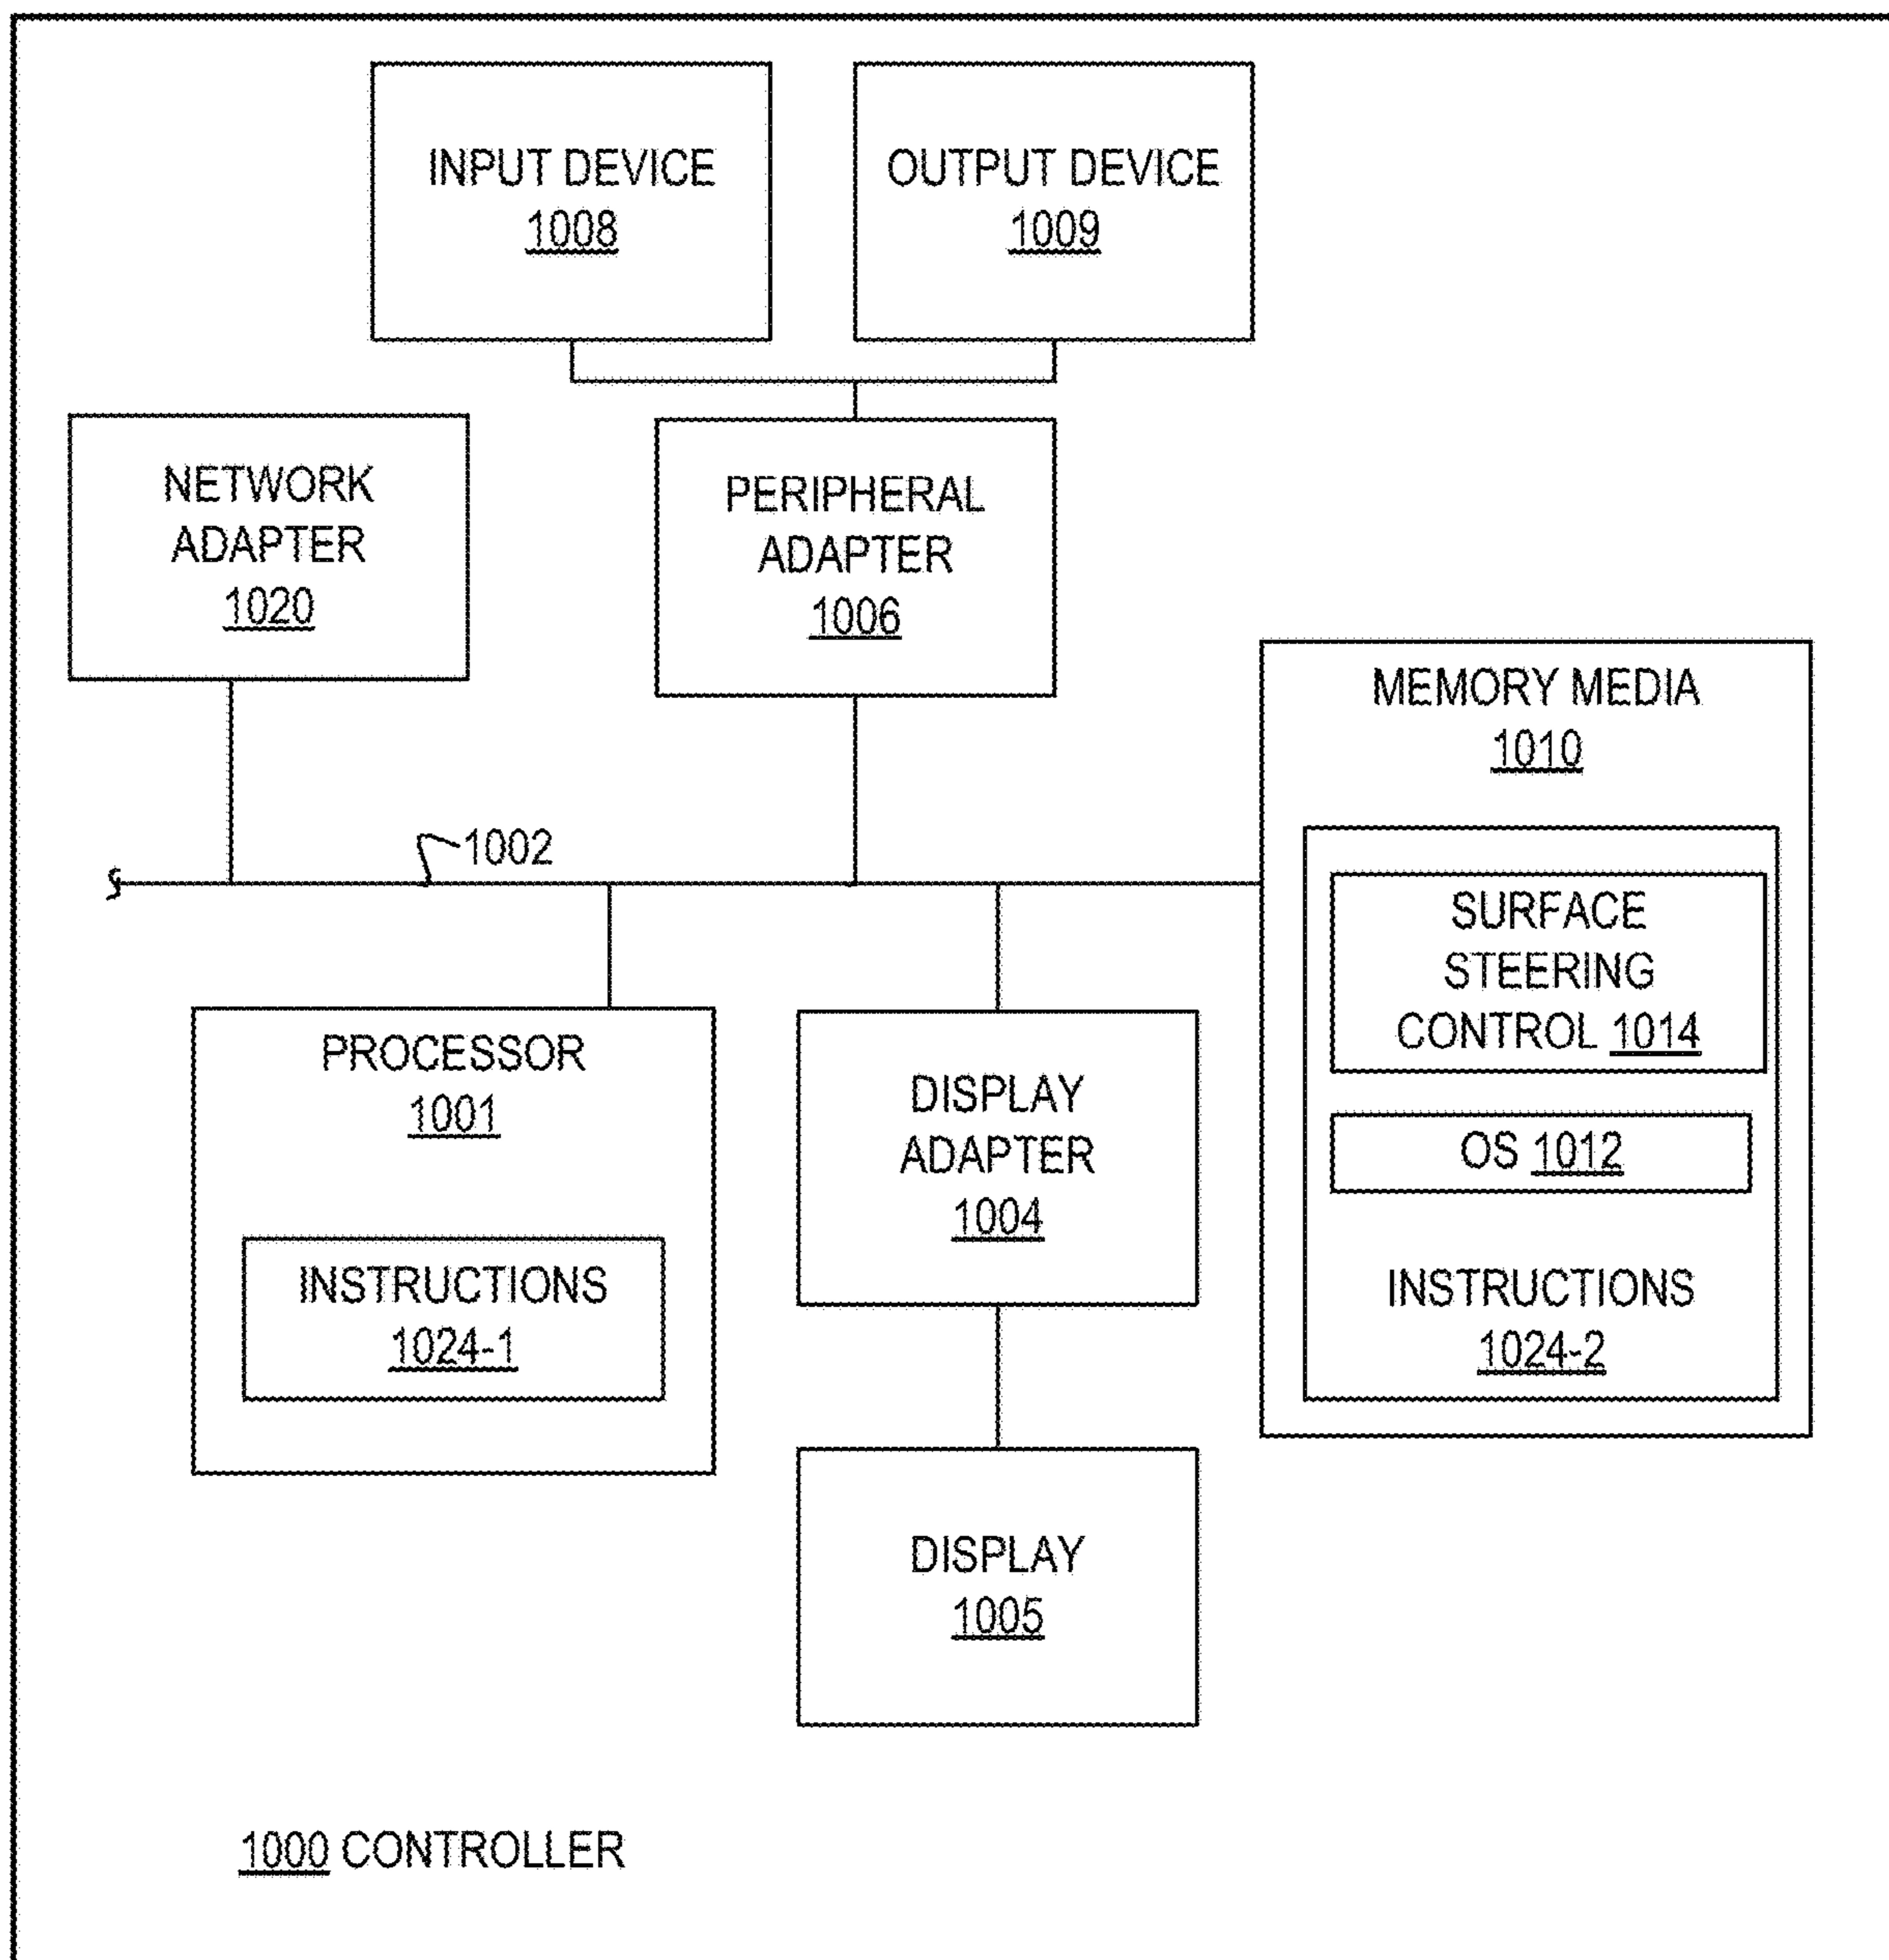 INPUT DEVICE
1008
OUTPUT DEVICE
1009
NETWORK
ADAPTER
1020
PERIPHERAL
ADAPTER
1006
MEMORY MEDIA
1010
1002
SURFACE
STEERING
CONTROL 1014
OS 1012
INSTRUCTIONS
1024-2
PROCESSOR
1001
INSTRUCTIONS
1024-1
DISPLAY
ADAPTER
1004
DISPLAY
1005
1000 CONTROLLER